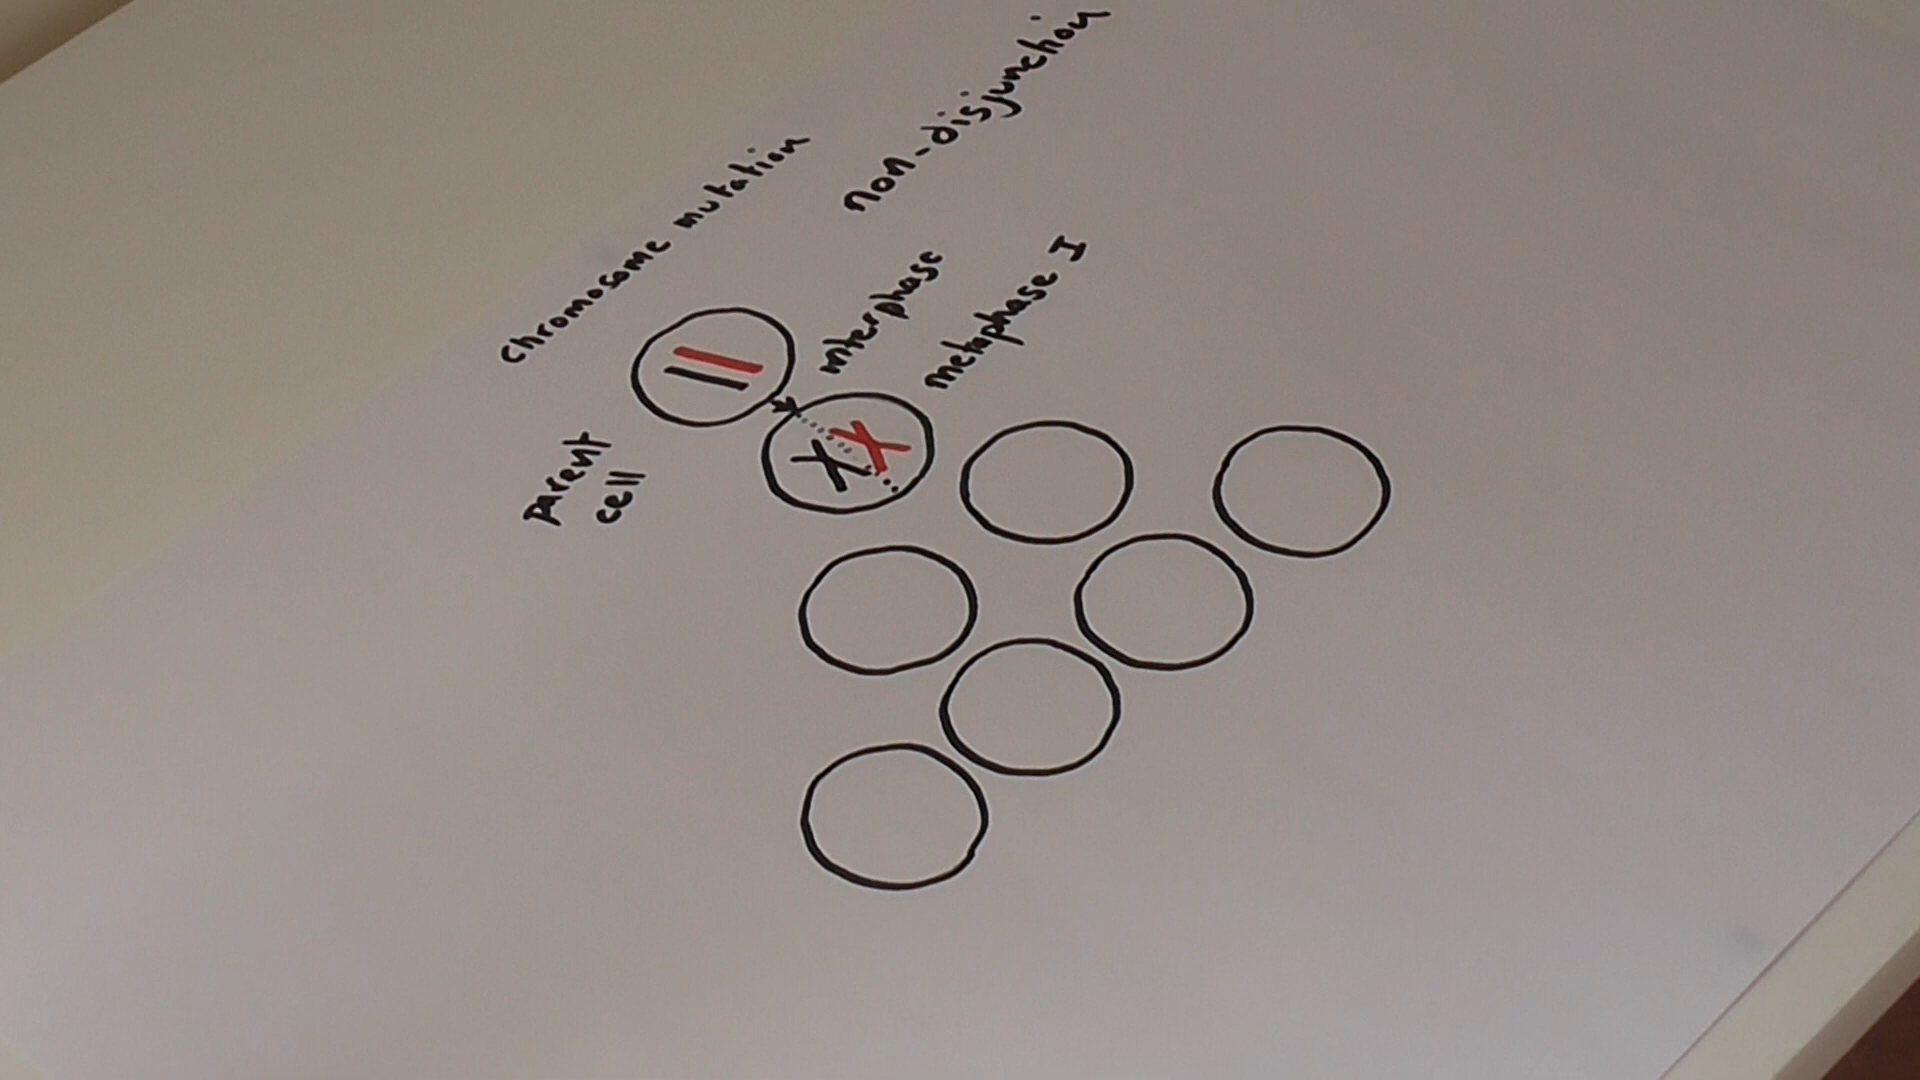 chromosome mutation
non-disjunction
parent
cell
interphase
metaphase I